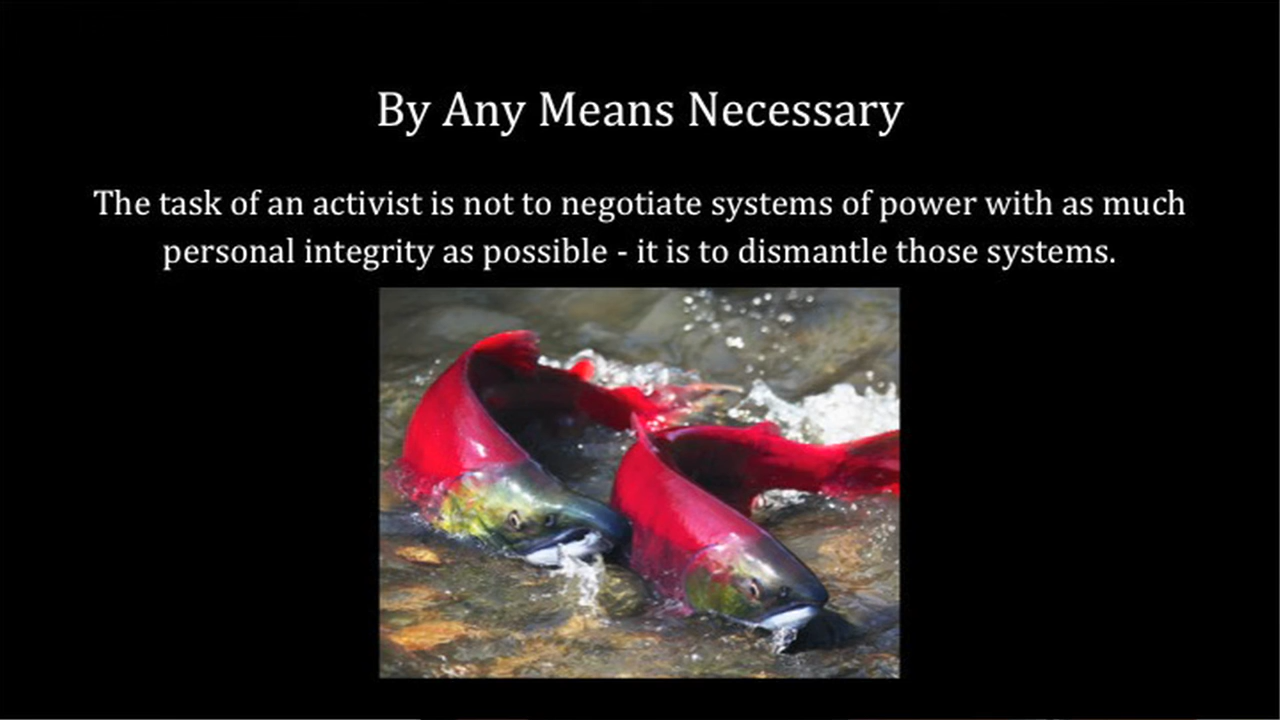 By Any Means Necessary
The task of an activist is not to negotiate systems of power with as much
personal integrity as possible - it is to dismantle those systems.